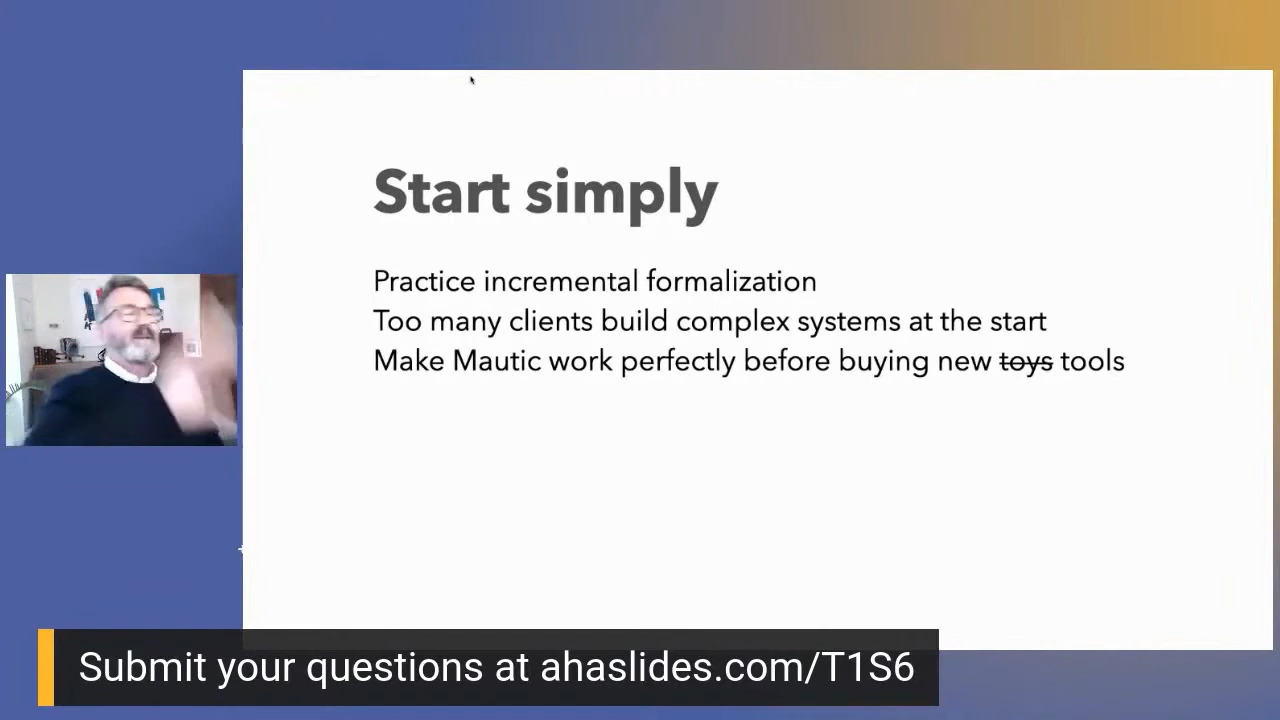 Start simply
Practice incremental formalization
Too many clients build complex systems at the start
Make Mautic work perfectly before buying new toys tools
Submit your questions at ahaslides.com/T1S6